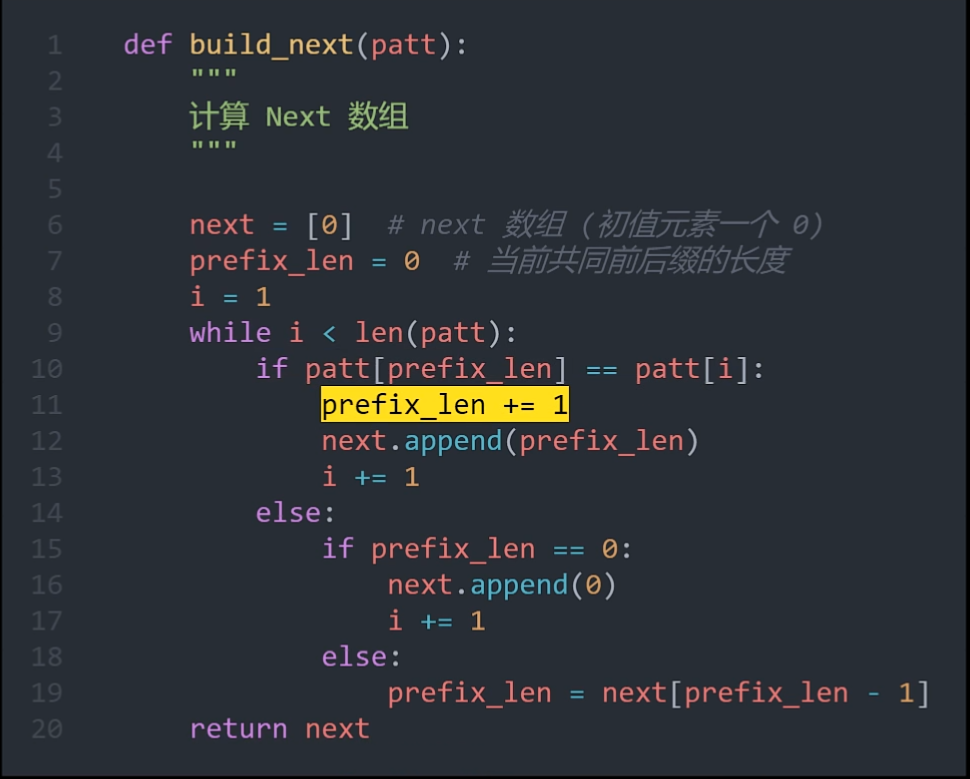 1 def build_next(patt):
2 """
3 计算 Next 数组
4 """
5
6 next = [0] # next 数组 (初值元素一个 0)
7 prefix_len = 0 # 当前共同前后缀的长度
8 i = 1
9 while i < len(patt):
10 if patt[prefix_len] == patt[i]:
11 prefix_len += 1
12 next.append(prefix_len)
13 i += 1
14 else:
15 if prefix_len == 0:
16 next.append(0)
17 i += 1
18 else:
19 prefix_len = next[prefix_len - 1]
20 return next